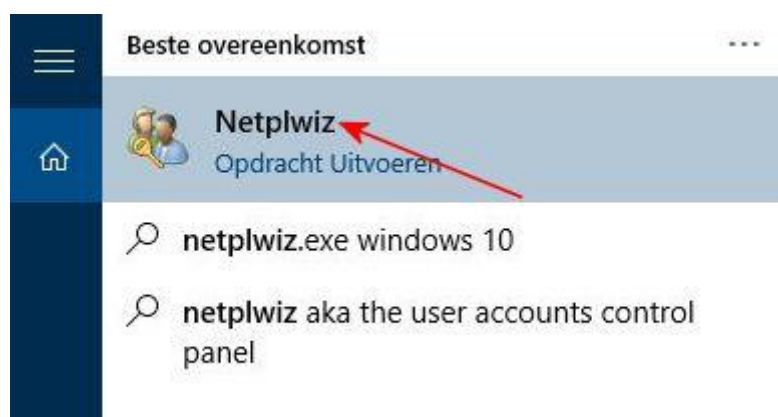 Beste overeenkomst
Netplwiz
Opdracht Uitvoeren
netplwiz.exe windows 10
netplwiz aka the user accounts control
panel